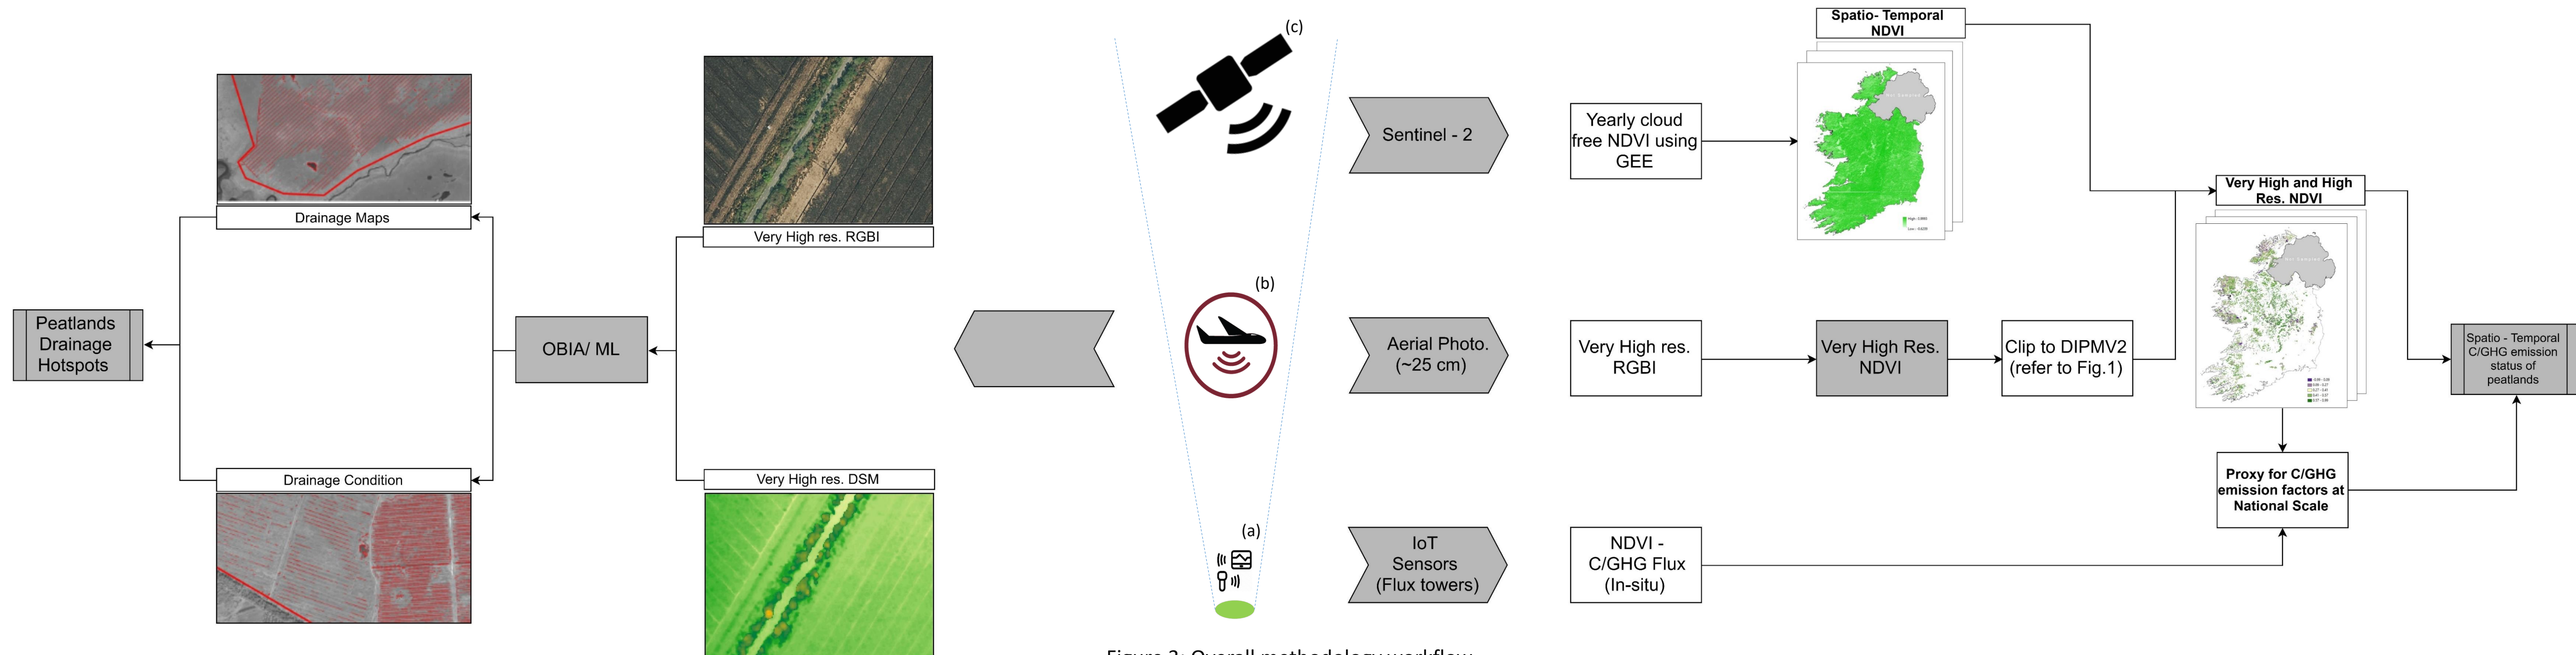 Drainage Maps
Peatlands
Drainage
Hotspots
Drainage Condition
OBIA/ ML
Very High res. RGBI
Very High res. DSM
(c)
(b)
(a)
Sentinel - 2
Yearly cloud
free NDVI using
GEE
Spatio- Temporal
NDVI
Aerial Photo.
(~25 cm)
Very High res.
RGBI
Very High Res.
NDVI
Clip to DIPMV2
(refer to Fig.1)
Very High and High
Res. NDVI
IoT
Sensors
(Flux towers)
NDVI -
C/GHG Flux
(In-situ)
Proxy for C/GHG
emission factors at
National Scale
Spatio - Temporal
C/GHG emission
status of
peatlands